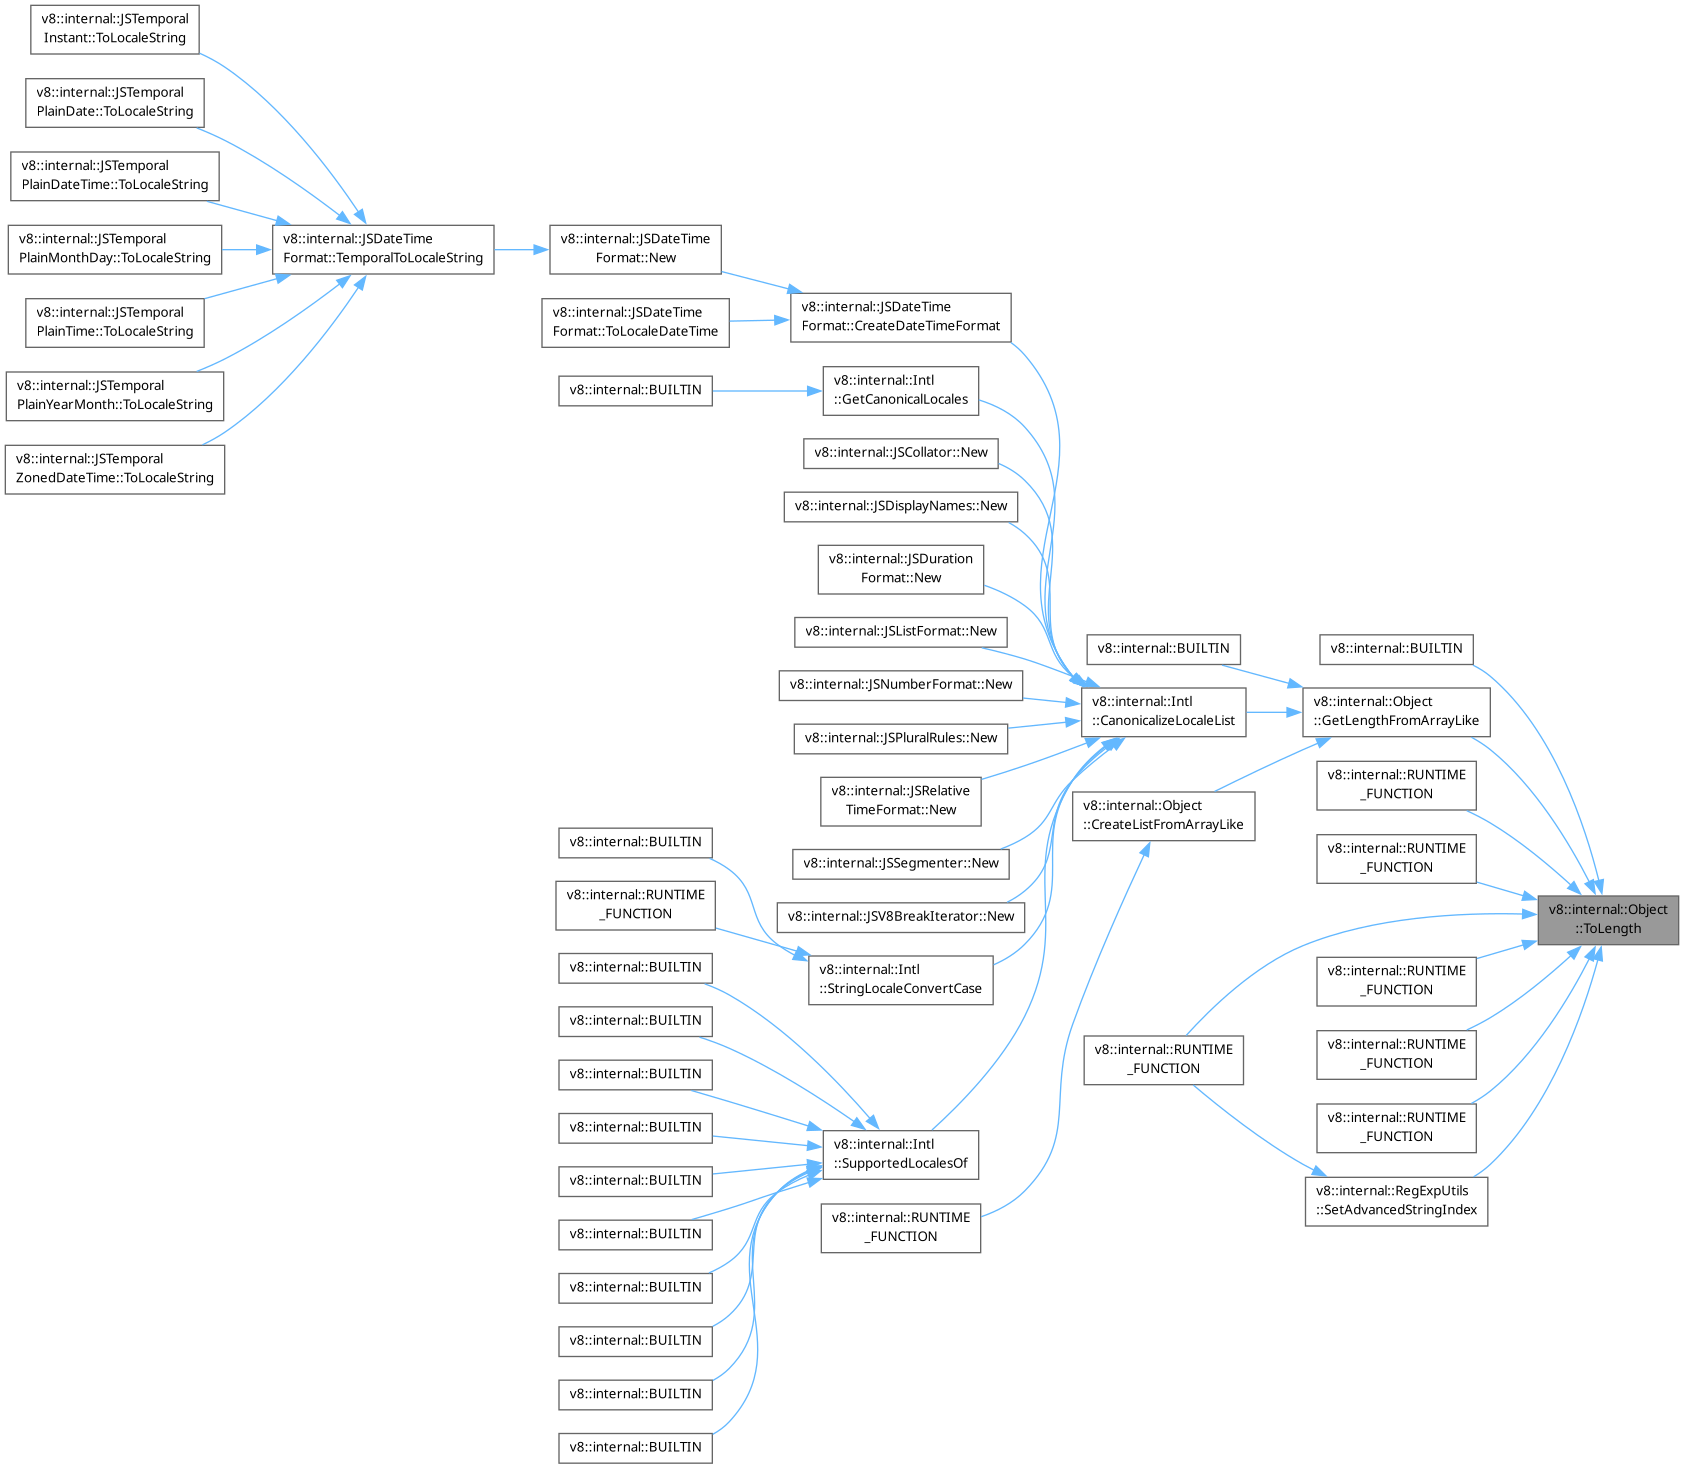 v8::internal::JSTemporal
Instant::ToLocaleString
v8::internal::JSTemporal
PlainDate::ToLocaleString
v8::internal::JSTemporal
PlainDateTime::ToLocaleString
v8::internal::JSTemporal
PlainMonthDay::ToLocaleString
v8::internal::JSTemporal
PlainTime::ToLocaleString
v8::internal::JSTemporal
PlainYearMonth::ToLocaleString
v8::internal::JSTemporal
ZonedDateTime::ToLocaleString
v8::internal::JSDateTime
Format::TemporalToLocaleString
v8::internal::JSDateTime
Format::New
v8::internal::JSDateTime
Format::ToLocaleDateTime
v8::internal::BUILTIN
v8::internal::BUILTIN
v8::internal::RUNTIME
_FUNCTION
v8::internal::BUILTIN
v8::internal::BUILTIN
v8::internal::BUILTIN
v8::internal::BUILTIN
v8::internal::BUILTIN
v8::internal::BUILTIN
v8::internal::BUILTIN
v8::internal::BUILTIN
v8::internal::BUILTIN
v8::internal::BUILTIN
v8::internal::JSDateTime
Format::CreateDateTimeFormat
v8::internal::Intl
::GetCanonicalLocales
v8::internal::JSCollator::New
v8::internal::JSDisplayNames::New
v8::internal::JSDuration
Format::New
v8::internal::JSListFormat::New
v8::internal::JSNumberFormat::New
v8::internal::JSPluralRules::New
v8::internal::JSRelative
TimeFormat::New
v8::internal::JSSegmenter::New
v8::internal::JSV8BreakIterator::New
v8::internal::Intl
::StringLocaleConvertCase
v8::internal::Intl
::SupportedLocalesOf
v8::internal::RUNTIME
_FUNCTION
v8::internal::BUILTIN
v8::internal::Intl
::CanonicalizeLocaleList
v8::internal::Object
::CreateListFromArrayLike
v8::internal::RUNTIME
_FUNCTION
v8::internal::BUILTIN
v8::internal::Object
::GetLengthFromArrayLike
v8::internal::RUNTIME
_FUNCTION
v8::internal::RUNTIME
_FUNCTION
v8::internal::RUNTIME
_FUNCTION
v8::internal::RUNTIME
_FUNCTION
v8::internal::RUNTIME
_FUNCTION
v8::internal::RegExpUtils
::SetAdvancedStringIndex
v8::internal::Object
::ToLength